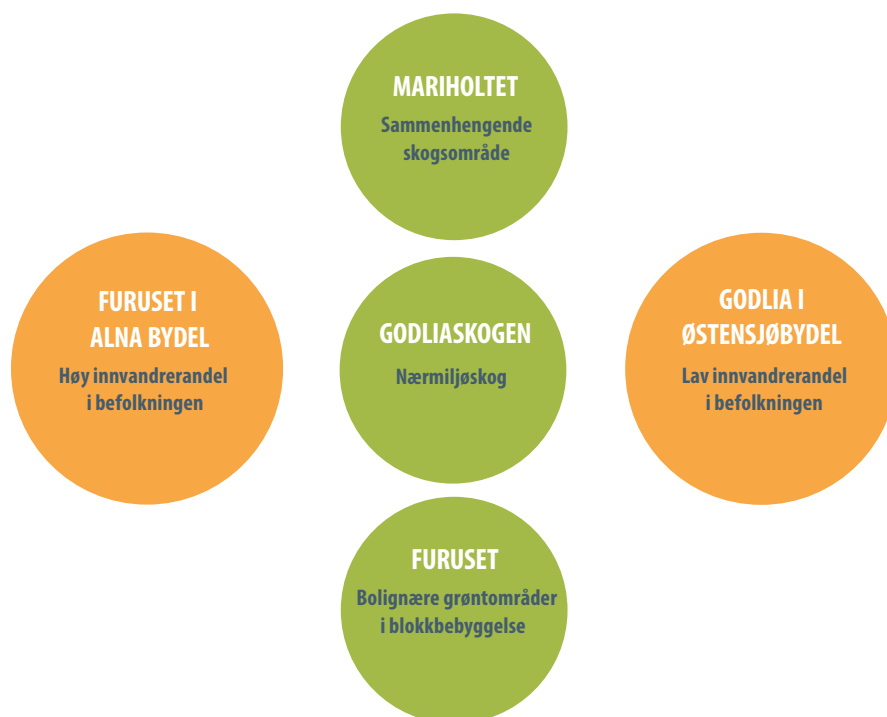 MARIHOLTET
Sammenhengende
skogsområde
FURUSET I
ALNA BYDEL
Høy innvandrerandel
i befolkningen
GODLIASKOGEN
Nærmiljøskog
GODLIA I
ØSTENSJØBYDEL
Lav innvandrerandel
i befolkningen
FURUSET
Bolignære grøntområder
i blokkbebyggelse